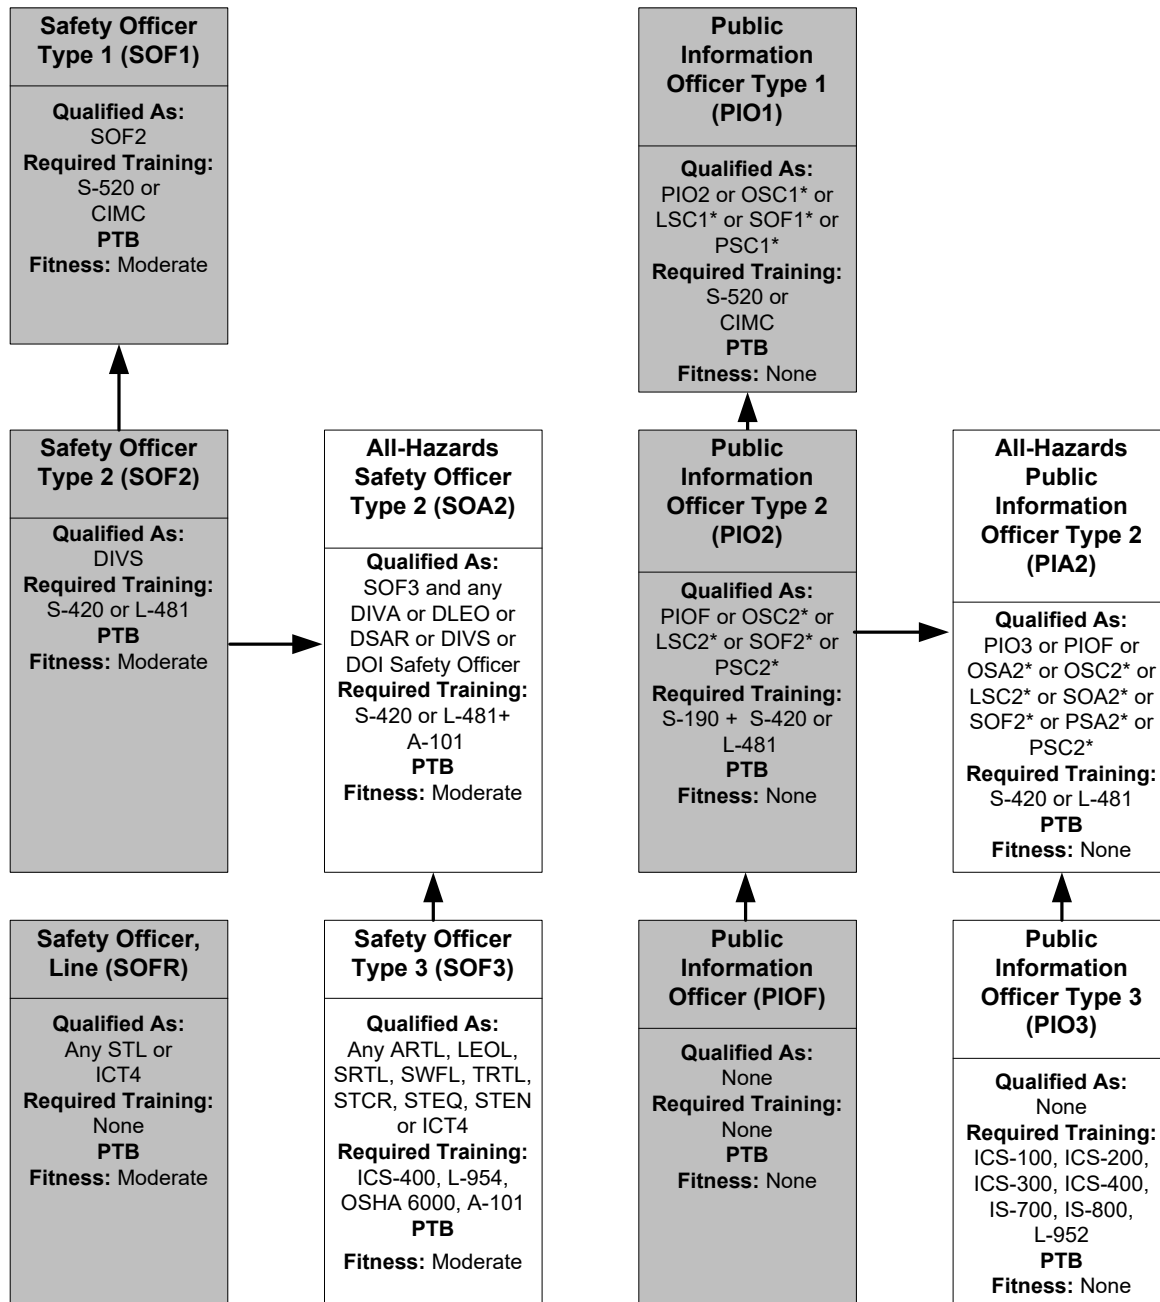 Safety Officer
Type 1 (SOF1)
Qualified As:
SOF2
Required Training:
S-520 or
CIMC
PTB
Fitness: Moderate
Public
Information
Officer Type 1
(PIO1)
Qualified As:
PIO2 or OSC1* or
LSC1* or SOF1* or
PSC1*
Required Training:
S-520 or
CIMC
PTB
Fitness: None
Safety Officer
Type 2 (SOF2)
Qualified As:
DIVS
Required Training:
S-420 or L-481
PTB
Fitness: Moderate
All-Hazards
Safety Officer
Type 2 (SOA2)
Qualified As:
SOF3 and any
DIVA or DLEO or
DSAR or DIVS or
DOI Safety Officer
Required Training:
S-420 or L-481+
A-101
PTB
Fitness: Moderate
Public
Information
Officer Type 2
(PIO2)
Qualified As:
PIOF or OSC2* or
LSC2* or SOF2* or
PSC2*
Required Training:
S-190 + S-420 or
L-481
PTB
Fitness: None
All-Hazards
Public
Information
Officer Type 2
(PIA2)
Qualified As:
PIO3 or PIOF or
OSA2* or OSC2* or
LSC2* or SOA2* or
SOF2* or PSA2* or
PSC2*
Required Training:
S-420 or L-481
PTB
Fitness: None
Safety Officer,
Line (SOFR)
Qualified As:
Any STL or
ICT4
Required Training:
None
PTB
Fitness: Moderate
Safety Officer
Type 3 (SOF3)
Qualified As:
Any ARTL, LEOL,
SRTL, SWFL, TRTL,
STCR, STEQ, STEN
or ICT4
Required Training:
ICS-400, L-954,
OSHA 6000, A-101
PTB
Fitness: Moderate
Public
Information
Officer (PIOF)
Qualified As:
None
Required Training:
None
PTB
Fitness: None
Public
Information
Officer Type 3
(PIO3)
Qualified As:
None
Required Training:
ICS-100, ICS-200,
ICS-300, ICS-400,
IS-700, IS-800,
L-952
PTB
Fitness: None